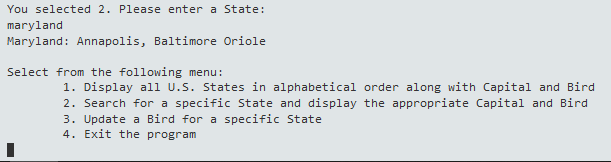 You selected 2. Please enter a State:
maryland
Maryland: Annapolis, Baltimore Oriole
Select from the following menu:
1. Display all U.S. States in alphabetical order along with Capital and Bird
2. Search for a specific State and display the appropriate Capital and Bird
3. Update a Bird for a specific State
4. Exit the program